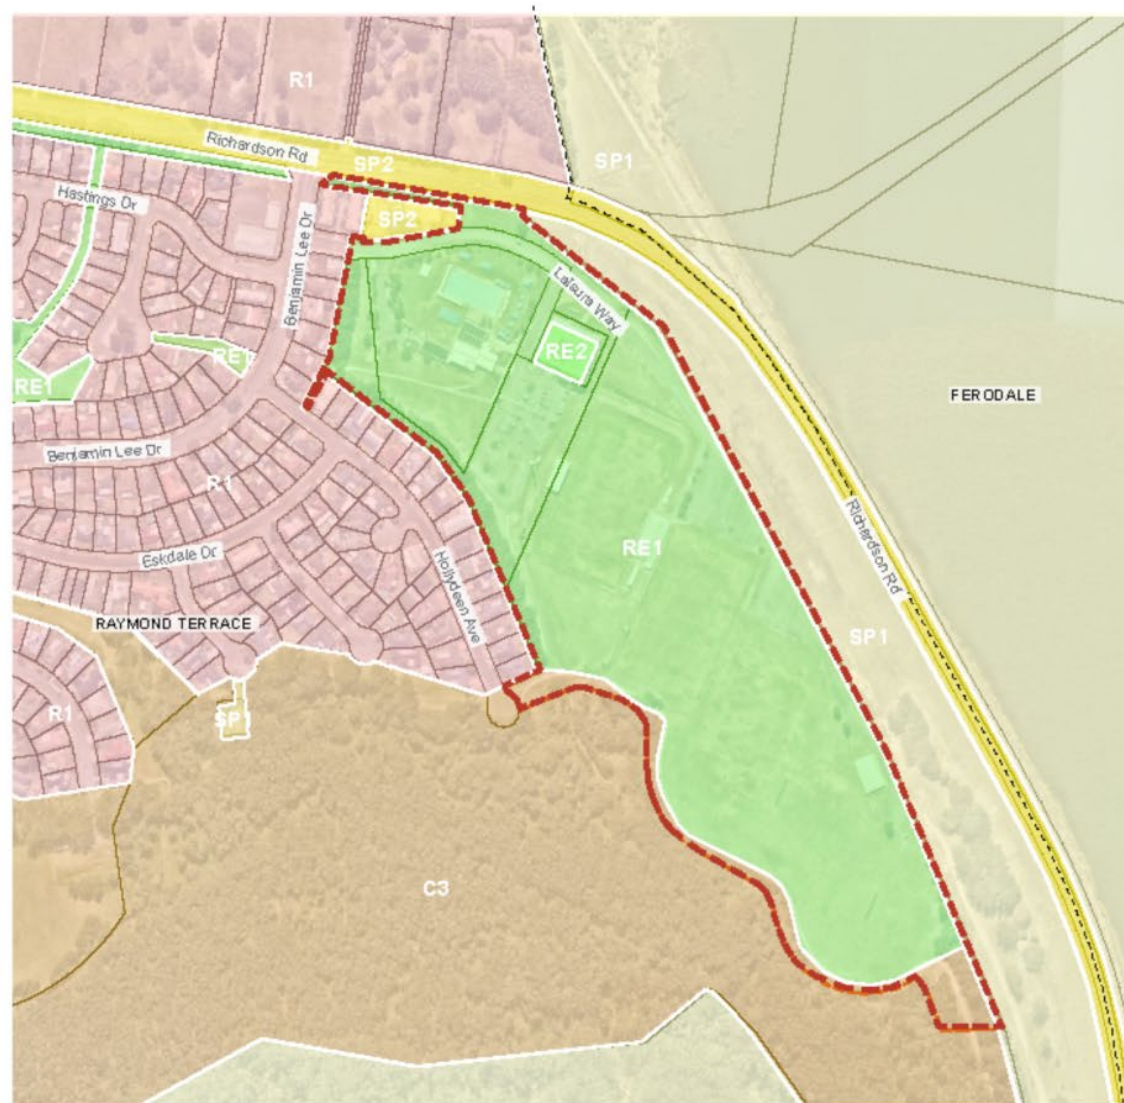 R1
Richardson Rd
SP2
SP1
Hastings Dr
SP2
Benjamin Lee Dr
Leisure Way
RE2
RE1
RE1
FERODALE
Benjamin Lee Dr
R1
Richardson Rd
RE1
Eskdale Dr
Hollydeen Ave
RAYMOND TERRACE
SP1
R1
SP1
C3